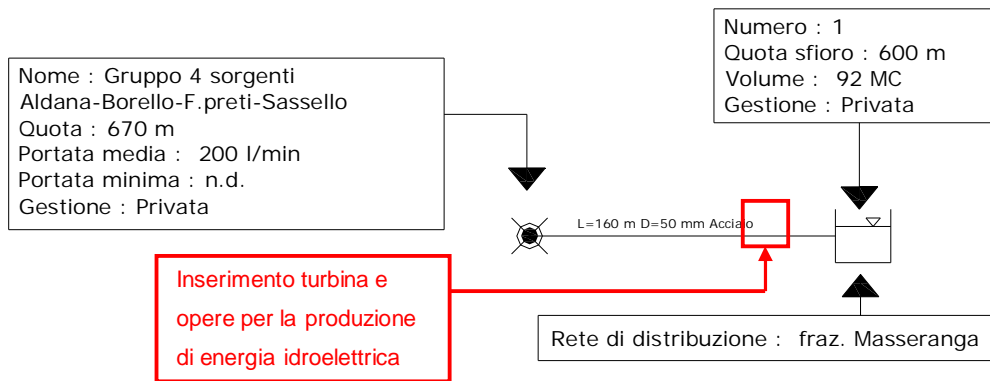 Nome : Gruppo 4 sorgenti
Aldana-Borello-F.preti-Sassello
Quota : 670 m
Portata media : 200 l/min
Portata minima : n.d.
Gestione : Privata
Numero : 1
Quota sfioro : 600 m
Volume : 92 MC
Gestione : Privata
L=160 m D=50 mm Acciaio
Inserimento turbina e
opere per la produzione
di energia idroelettrica
Rete di distribuzione : fraz. Masseranga